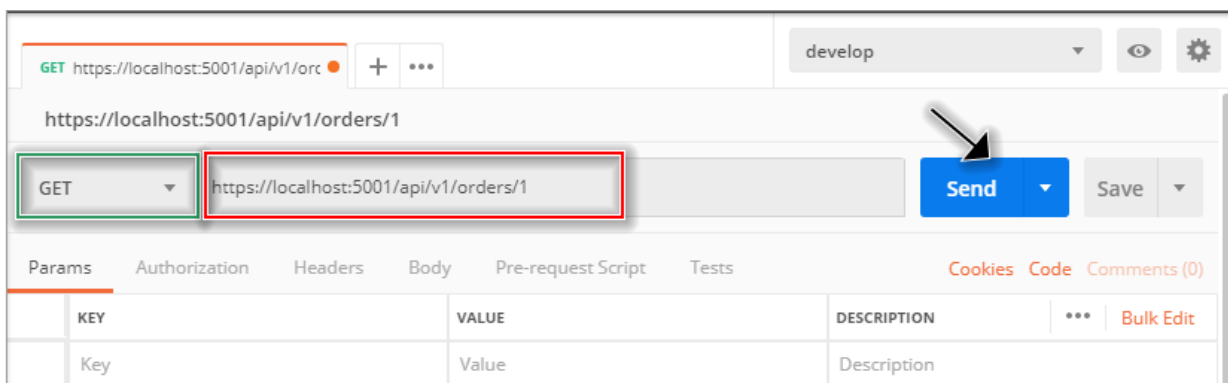 GET https://localhost:5001/api/v1/orc
develop
https://localhost:5001/api/v1/orders/1
GET https://localhost:5001/api/v1/orders/1 Send Save
Params Authorization Headers Body Pre-request Script Tests Cookies Code Comments (0)
KEY VALUE DESCRIPTION Bulk Edit
Key Value Description